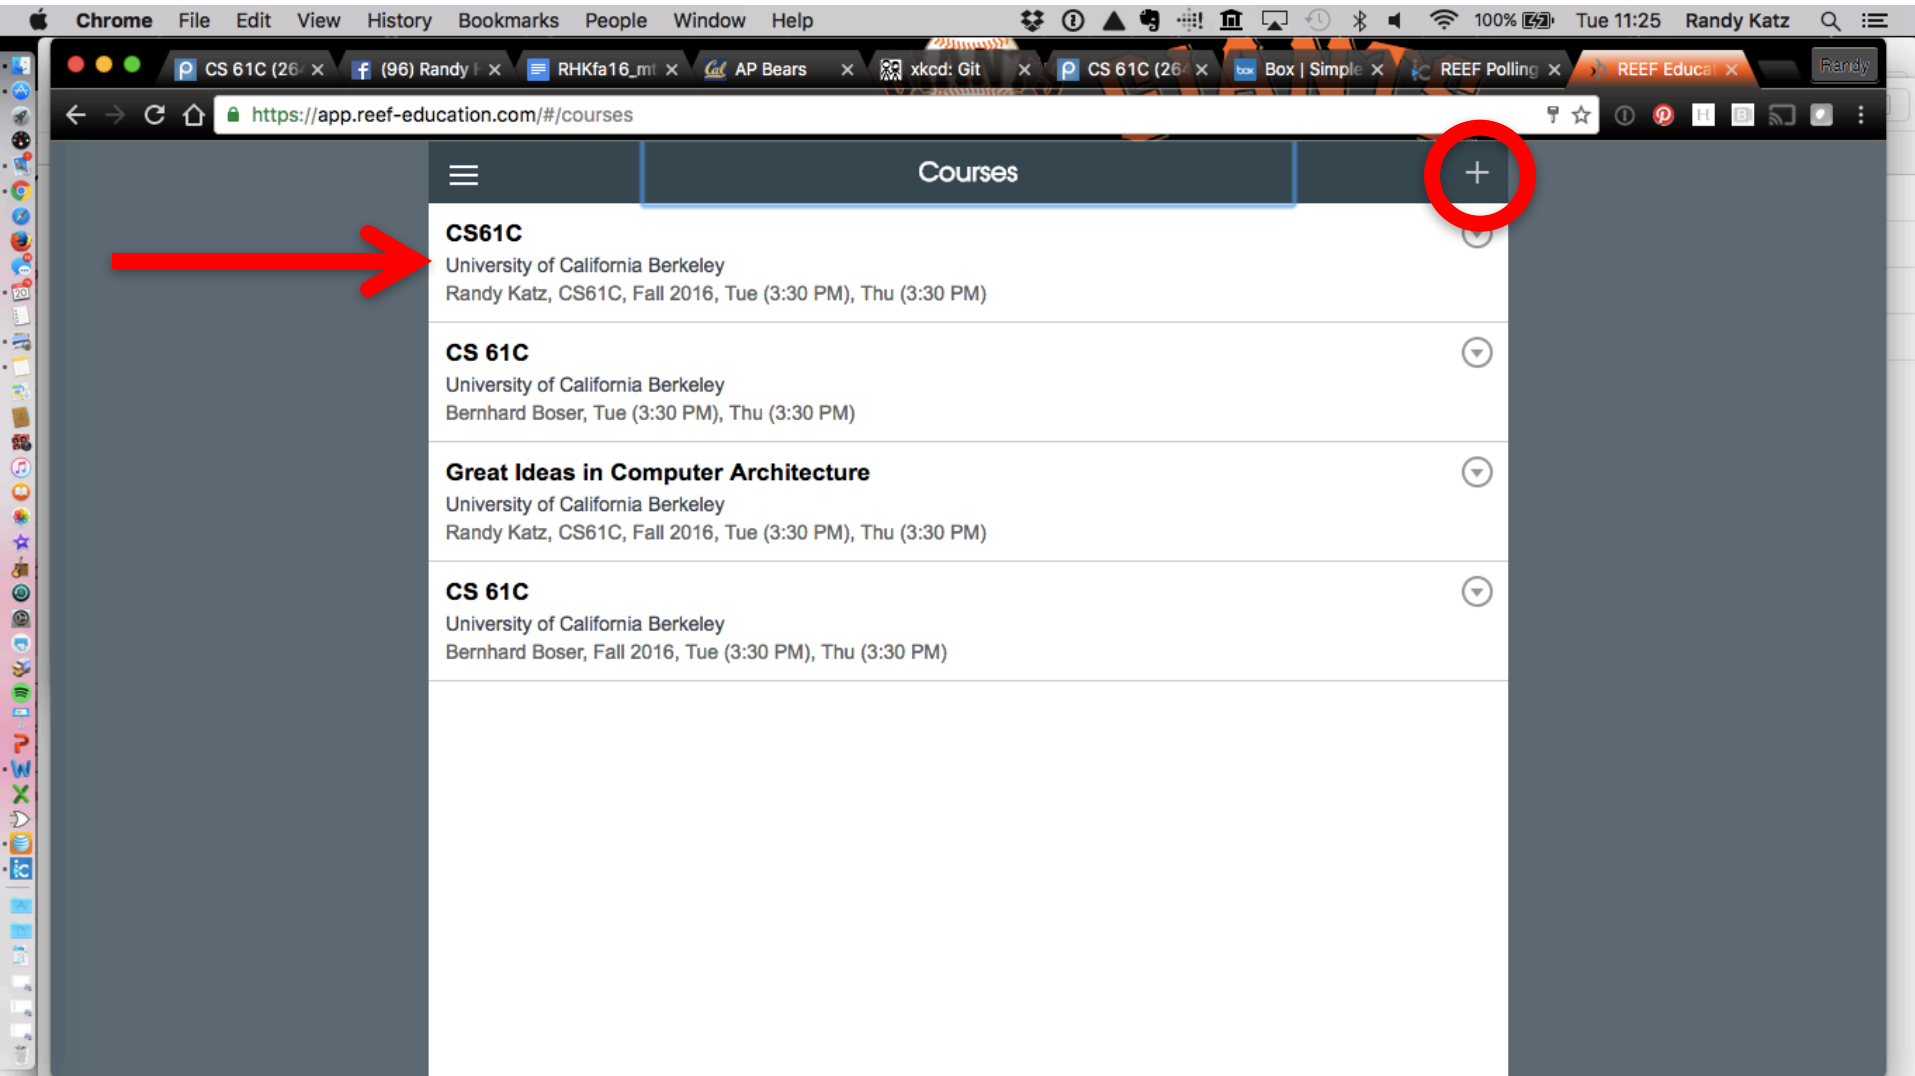 Chrome File Edit View History Bookmarks People Window Help 100% Tue 11:25 Randy Katz
CS 61C (26 (96) Randy RHKfa16_mt AP Bears xkcd: Git CS 61C (26 Box | Simple REEF Polling REEF Educat Randy
https://app.reef-education.com/#/courses
Courses
CS61C
University of California Berkeley
Randy Katz, CS61C, Fall 2016, Tue (3:30 PM), Thu (3:30 PM)
CS 61C
University of California Berkeley
Bernhard Boser, Tue (3:30 PM), Thu (3:30 PM)
Great Ideas in Computer Architecture
University of California Berkeley
Randy Katz, CS61C, Fall 2016, Tue (3:30 PM), Thu (3:30 PM)
CS 61C
University of California Berkeley
Bernhard Boser, Fall 2016, Tue (3:30 PM), Thu (3:30 PM)